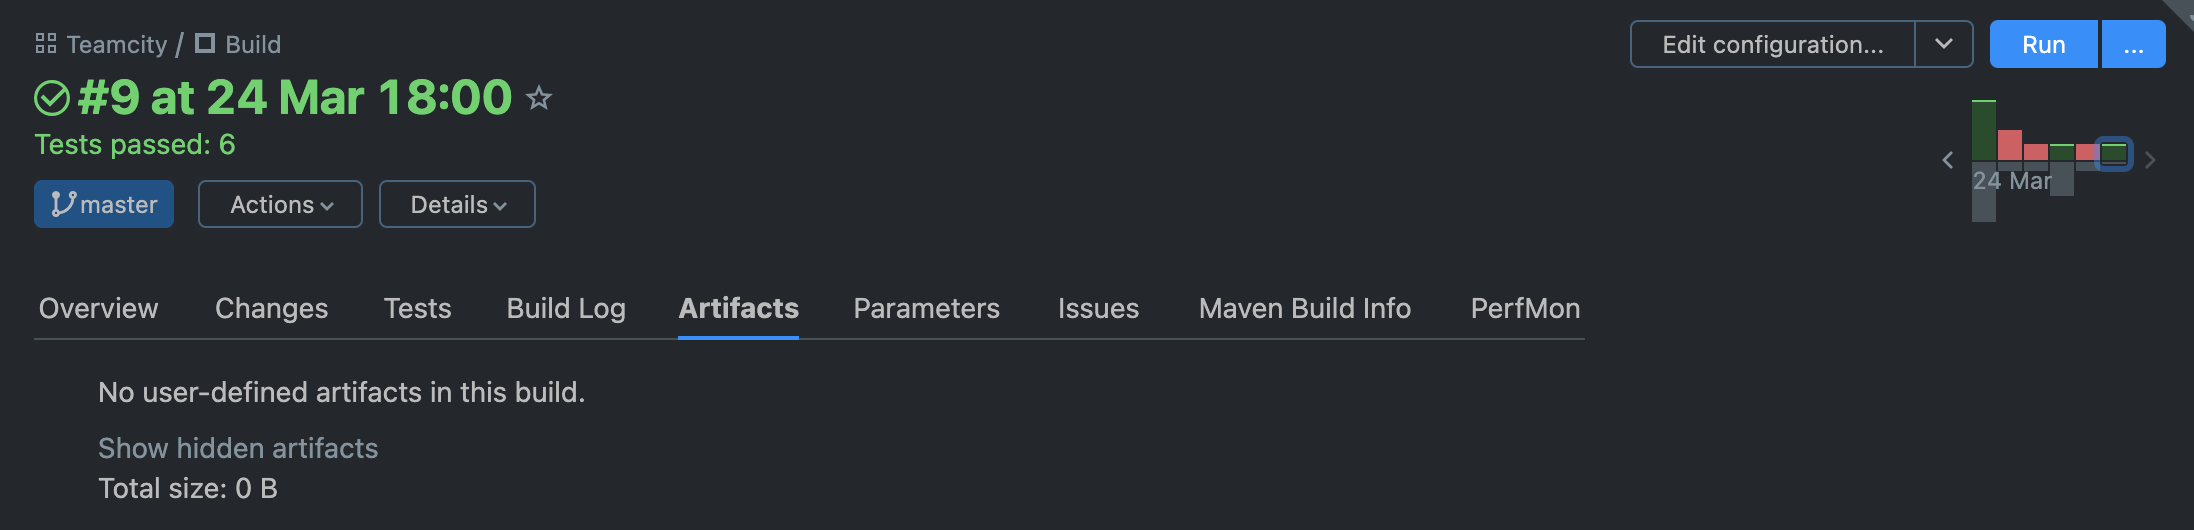 Teamcity / Build
Edit configuration...
Run
...
#9 at 24 Mar 18:00
Tests passed: 6
24 Mar
master
Actions
Details
Overview
Changes
Tests
Build Log
Artifacts
Parameters
Issues
Maven Build Info
PerfMon
No user-defined artifacts in this build.
Show hidden artifacts
Total size: 0 B